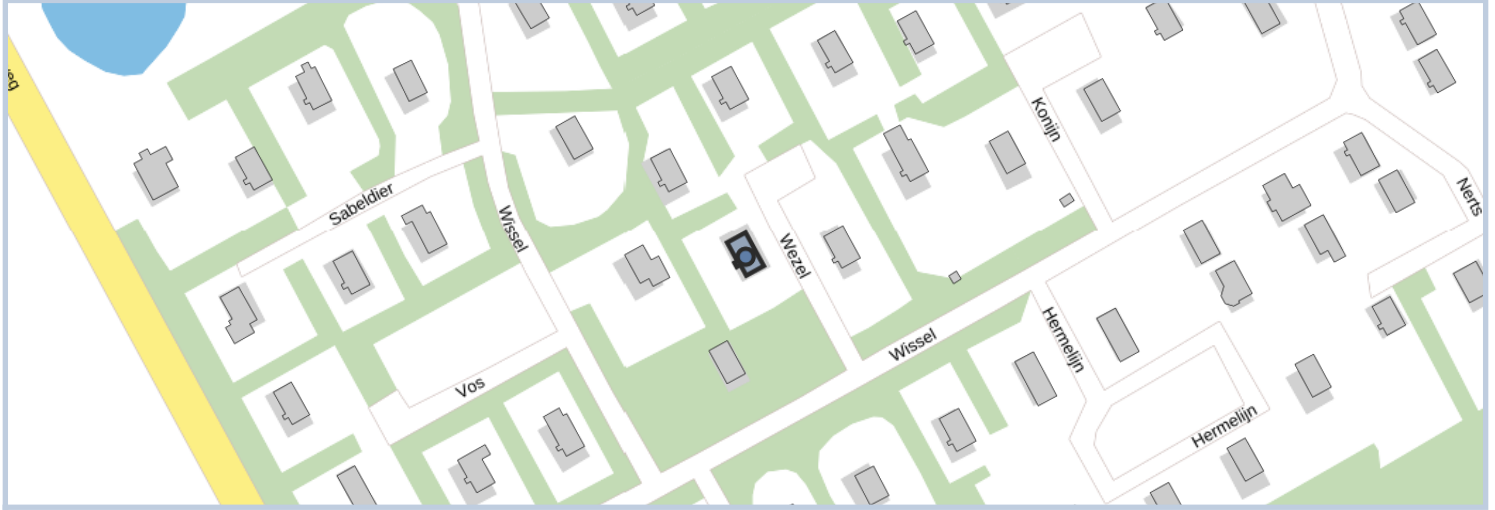 Konijn
Nerts
Sabeldier
Wissel
Wezel
Wissel
Hermelijn
Vos
Hermelijn